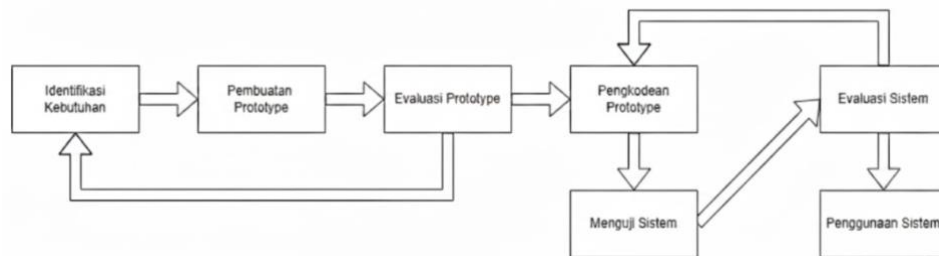 Identifikasi
Kebutuhan
Pembuatan
Prototype
Evaluasi Prototype
Pengkodean
Prototype
Evaluasi Sistem
Menguji Sistem
Penggunaan Sistem